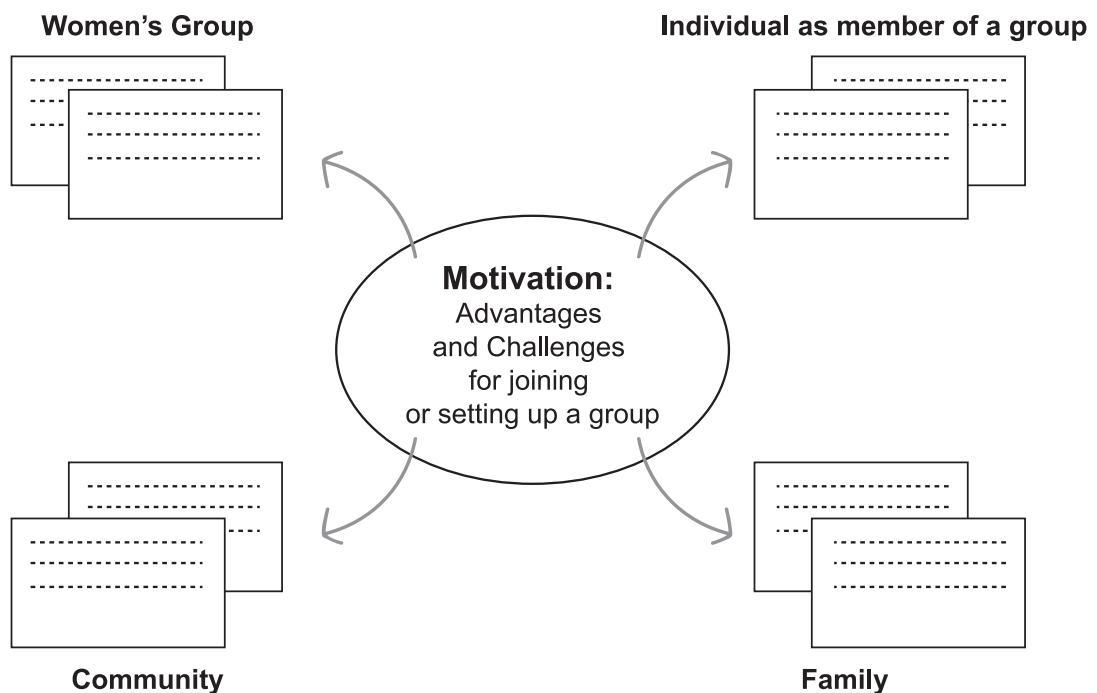 Women’s Group
Individual as member of a group
Motivation:
Advantages
and Challenges
for joining
or setting up a group
Community
Family